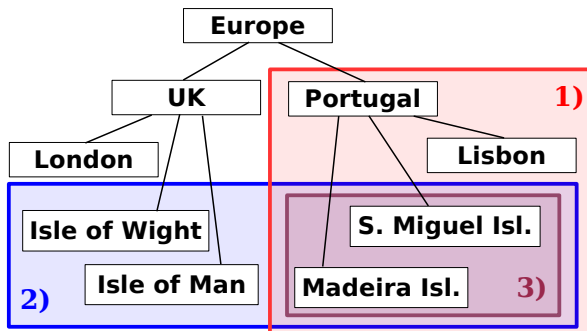 Europe
UK
Portugal
1)
London
Lisbon
Isle of Wight
S. Miguel Isl.
Isle of Man
Madeira Isl.
2)
3)